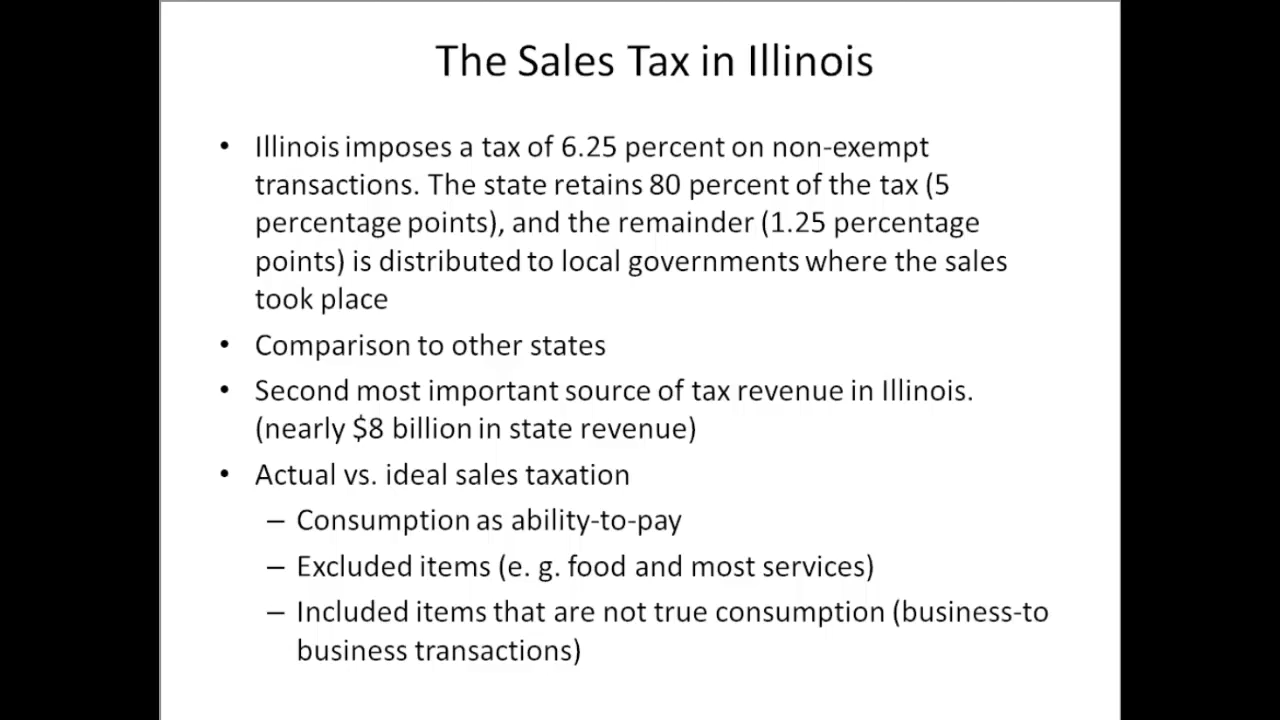 The Sales Tax in Illinois
• Illinois imposes a tax of 6.25 percent on non-exempt
transactions. The state retains 80 percent of the tax (5
percentage points), and the remainder (1.25 percentage
points) is distributed to local governments where the sales
took place
• Comparison to other states
• Second most important source of tax revenue in Illinois.
(nearly $8 billion in state revenue)
• Actual vs. ideal sales taxation
– Consumption as ability-to-pay
– Excluded items (e. g. food and most services)
– Included items that are not true consumption (business-to
business transactions)